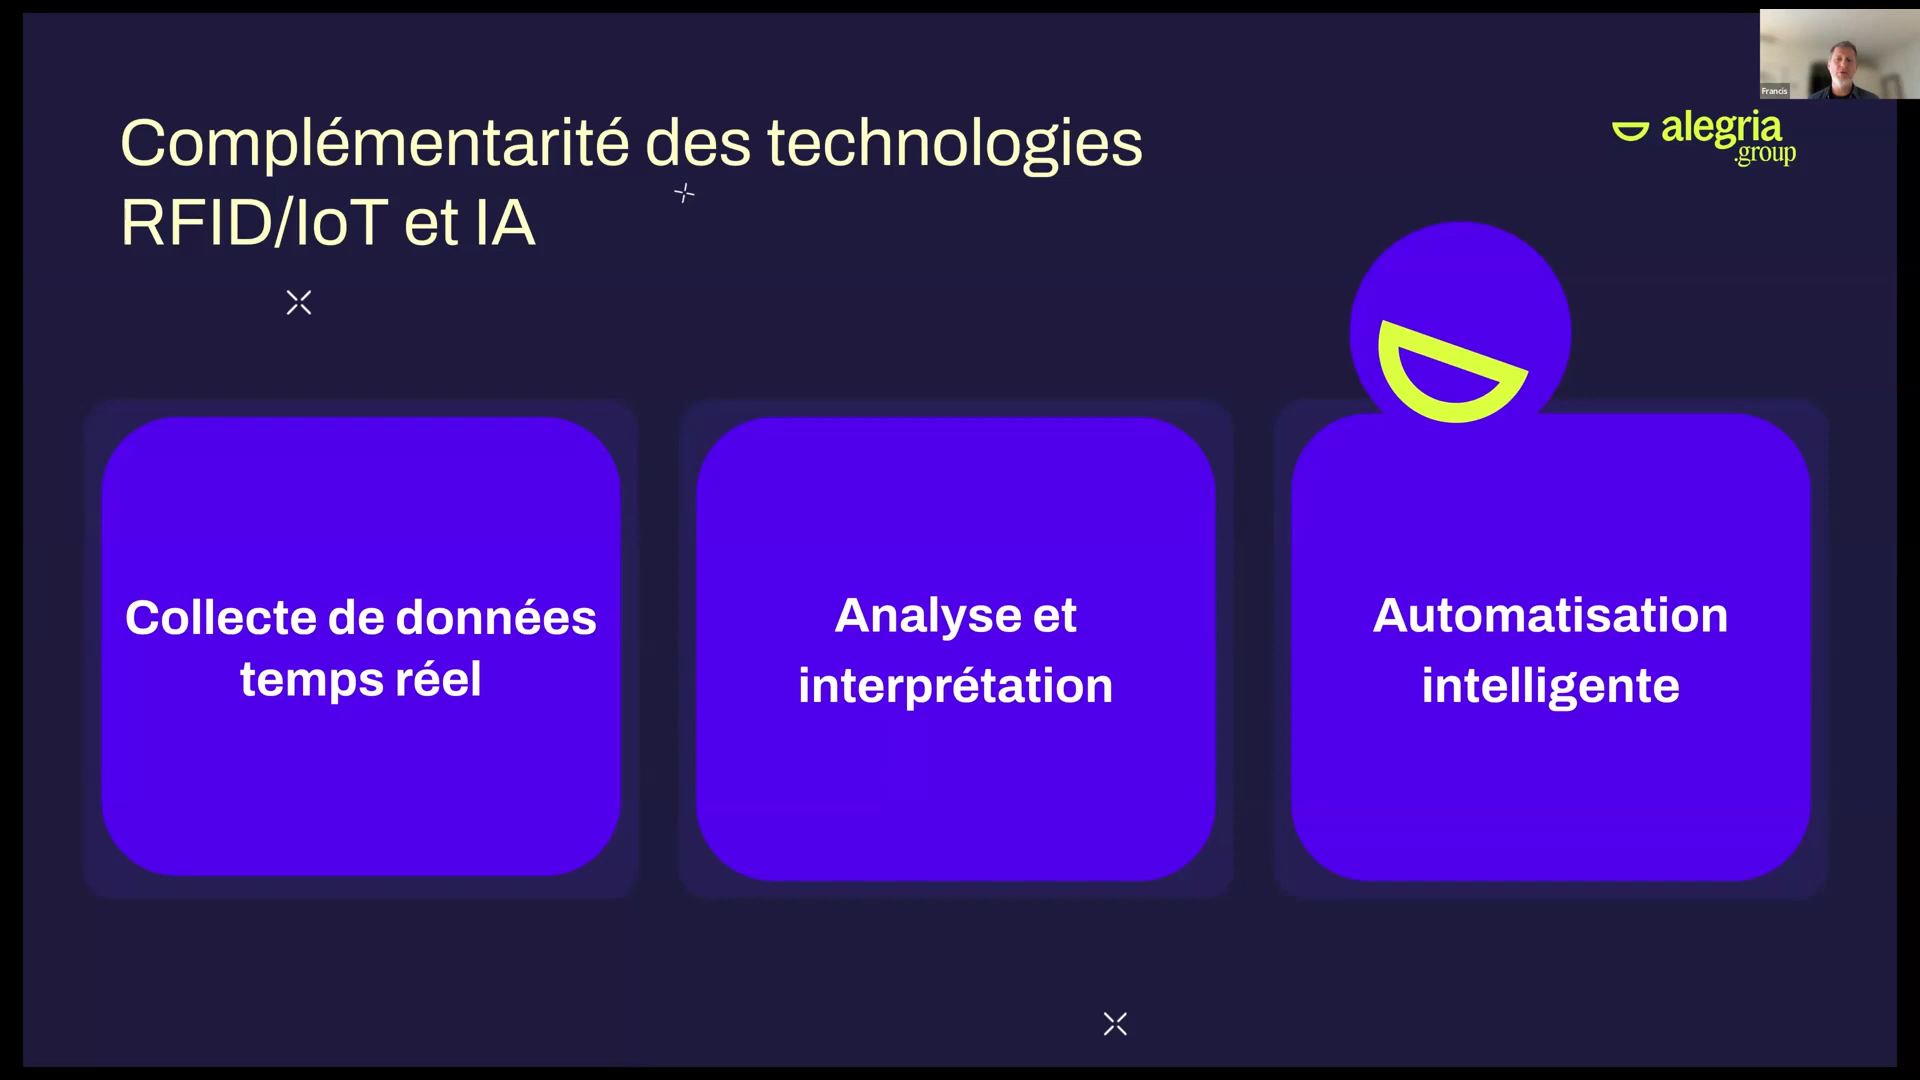 Francis
alegria
.group
Complémentarité des technologies
RFID/IoT et IA
Collecte de données
temps réel
Analyse et
interprétation
Automatisation
intelligente